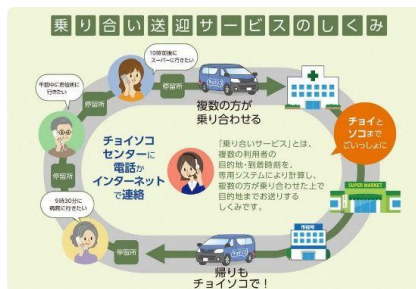 乗り合い送迎サービスのしくみ
10時前後に
スーパーに行きたい
停留所
午前中に市役所に
行きたい
停留所
複数の方が
乗り合わせる
チョイと
ソコまで
ごいっしょに
チョイソコ
センターに
電話か
インターネット
で連絡
「乗り合いサービス」とは、
複数の利用者の
目的地・到着時刻を、
専用システムにより計算し、
複数の方が乗り合わせた上で
目的地までお送りする
しくみです。
停留所
9時30分に
病院に行きたい
SUPER MARKET
市役所
停留所
帰りも
チョイソコで！